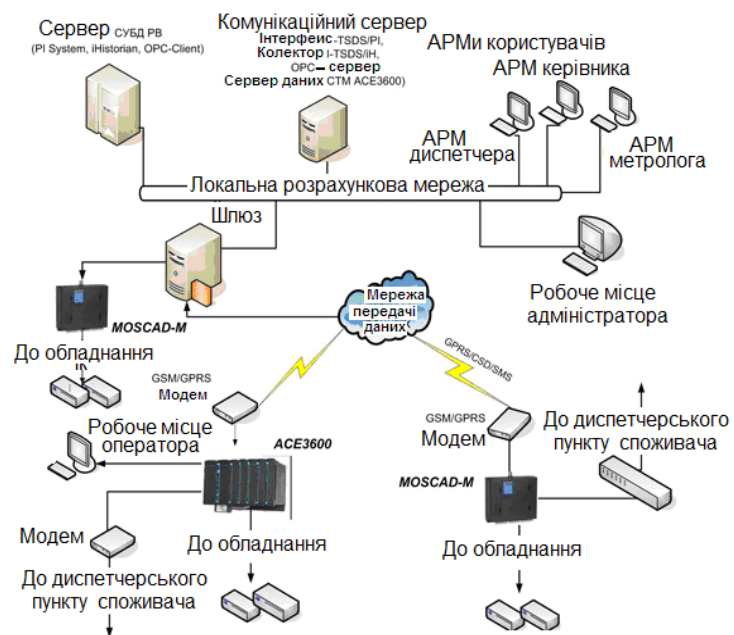 Сервер СУБД РВ
(PI System, iHistorian, OPC-Client)
Комунікаційний сервер
Інтерфейс-TSDS/PI,
Колектор I-TSDS/iH,
OPC– сервер
Сервер даних СТМ ACE3600)
АРМи користувачів
АРМ керівника
АРМ
диспетчера
АРМ
метролога
Локальна розрахункова мережа
Шлюз
Робоче місце
адміністратора
MOSCAD-M
До обладнання
Мережа
передачі
даних
GPRS/CSD/SMS
GSM/GPRS
Модем
GSM/GPRS
Модем
До диспетчерського
пункту споживача
Робоче місце
оператора
ACE3600
MOSCAD-M
Модем
До обладнання
До обладнання
До диспетчерського
пункту споживача